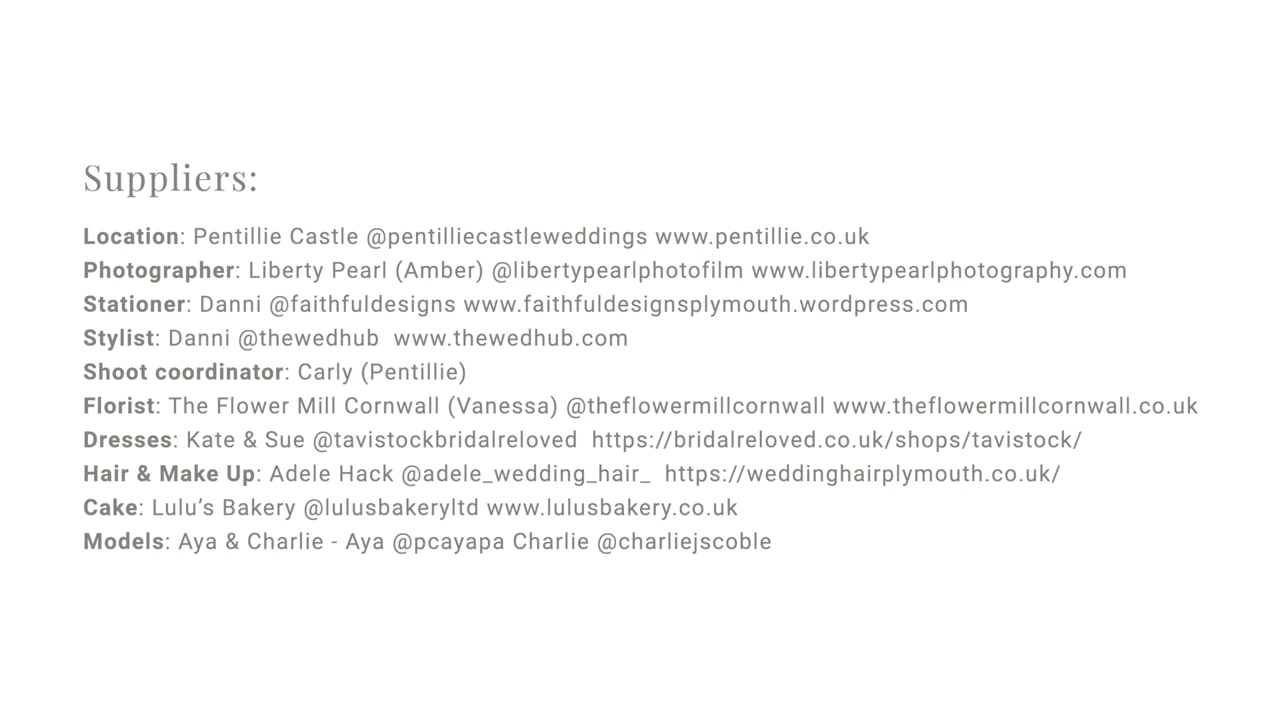 Suppliers:
Location: Pentillie Castle @pentilliecastleweddings www.pentillie.co.uk
Photographer: Liberty Pearl (Amber) @libertypearlphotofilm www.libertypearlphotography.com
Stationer: Danni @faithfuldesigns www.faithfuldesignsplymouth.wordpress.com
Stylist: Danni @thewedhub  www.thewedhub.com
Shoot coordinator: Carly (Pentillie)
Florist: The Flower Mill Cornwall (Vanessa) @theflowermillcornwall www.theflowermillcornwall.co.uk
Dresses: Kate & Sue @tavistockbridalreloved  https://bridalreloved.co.uk/shops/tavistock/
Hair & Make Up: Adele Hack @adele_wedding_hair_  https://weddinghairplymouth.co.uk/
Cake: Lulu’s Bakery @lulusbakeryltd www.lulusbakery.co.uk
Models: Aya & Charlie - Aya @pcayapa Charlie @charliejscoble